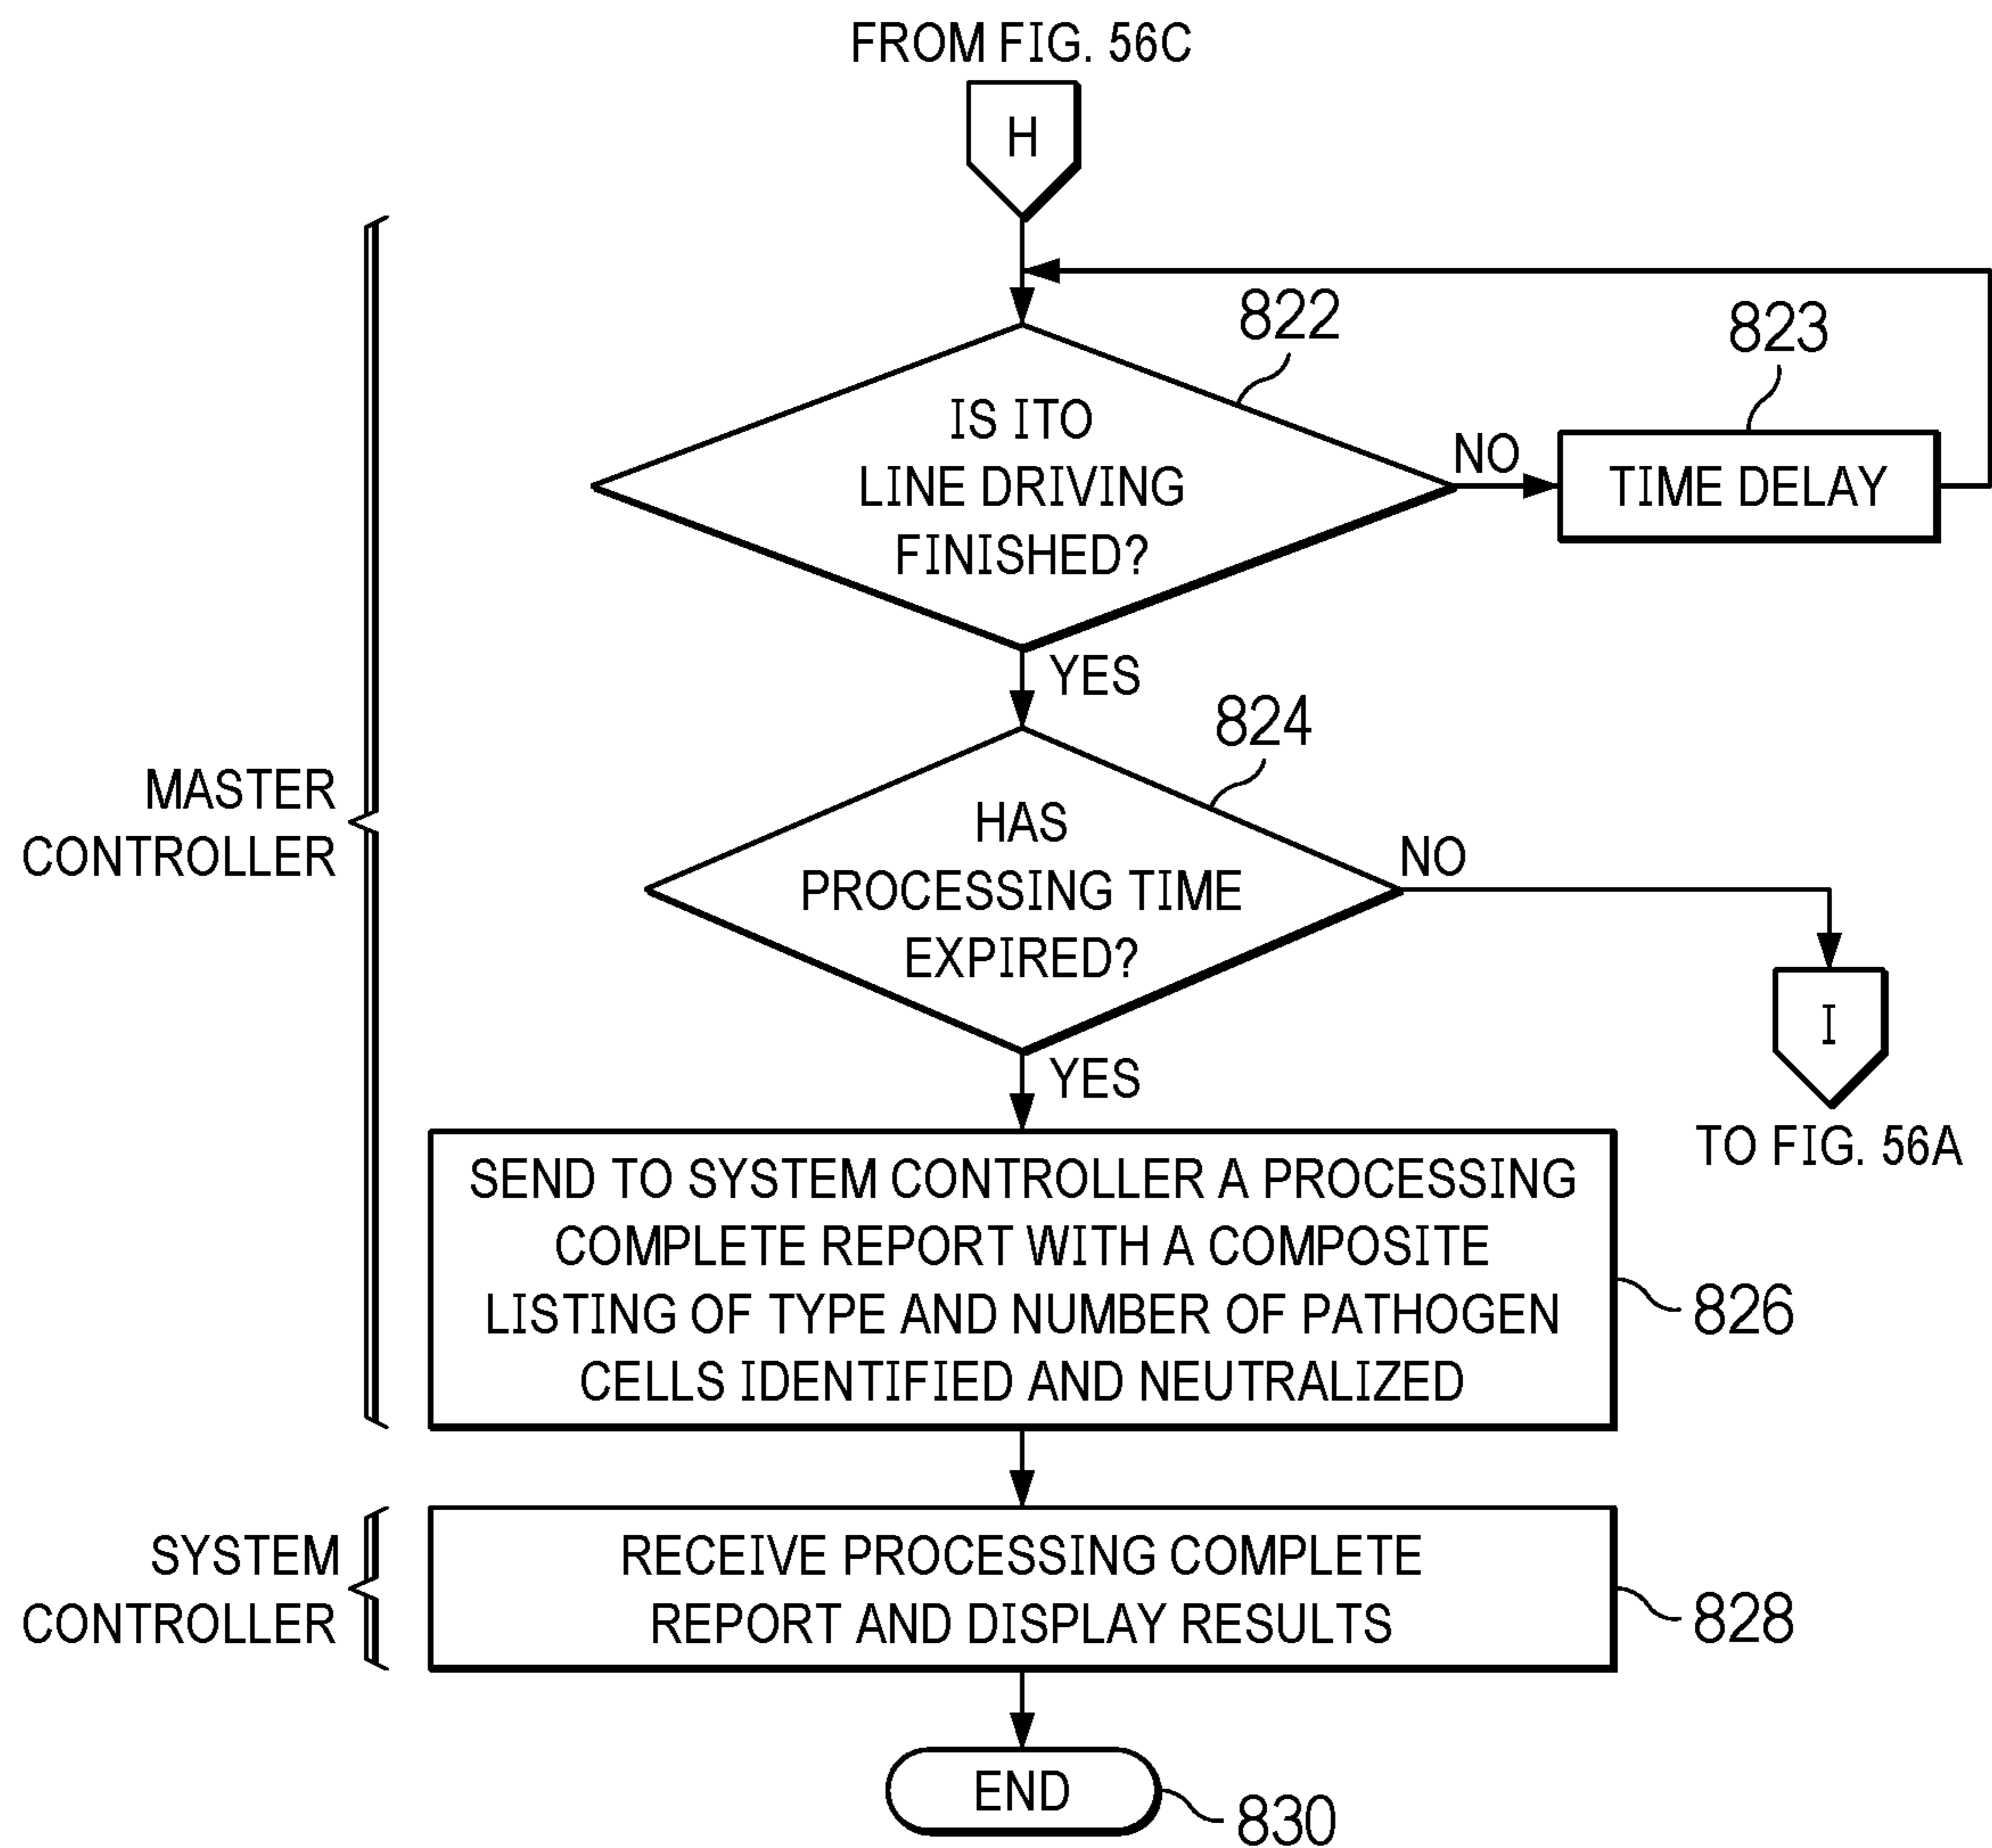 FROM FIG. 56C
H
822
823
IS ITO
LINE DRIVING
FINISHED?
NO
TIME DELAY
YES
824
MASTER
CONTROLLER
HAS
PROCESSING TIME
EXPIRED?
NO
I
TO FIG. 56A
YES
SEND TO SYSTEM CONTROLLER A PROCESSING
COMPLETE REPORT WITH A COMPOSITE
LISTING OF TYPE AND NUMBER OF PATHOGEN
CELLS IDENTIFIED AND NEUTRALIZED
826
SYSTEM
CONTROLLER
RECEIVE PROCESSING COMPLETE
REPORT AND DISPLAY RESULTS
828
END
830